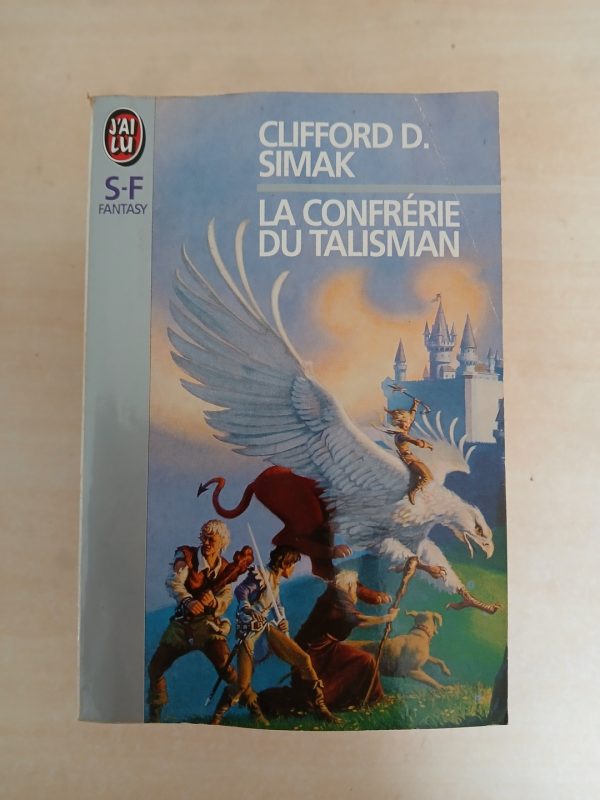 J'AI
LU
S-F
FANTASY
CLIFFORD D.
SIMAK
LA CONFRÉRIE
DU TALISMAN